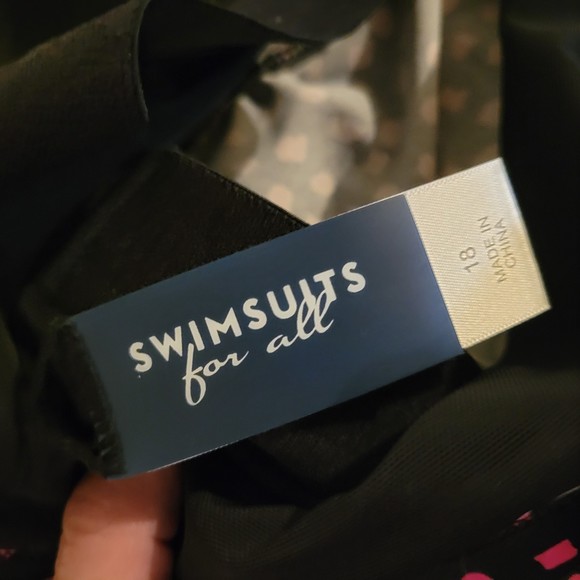 SWIMSUITS
for all
18
MADE IN
CHINA